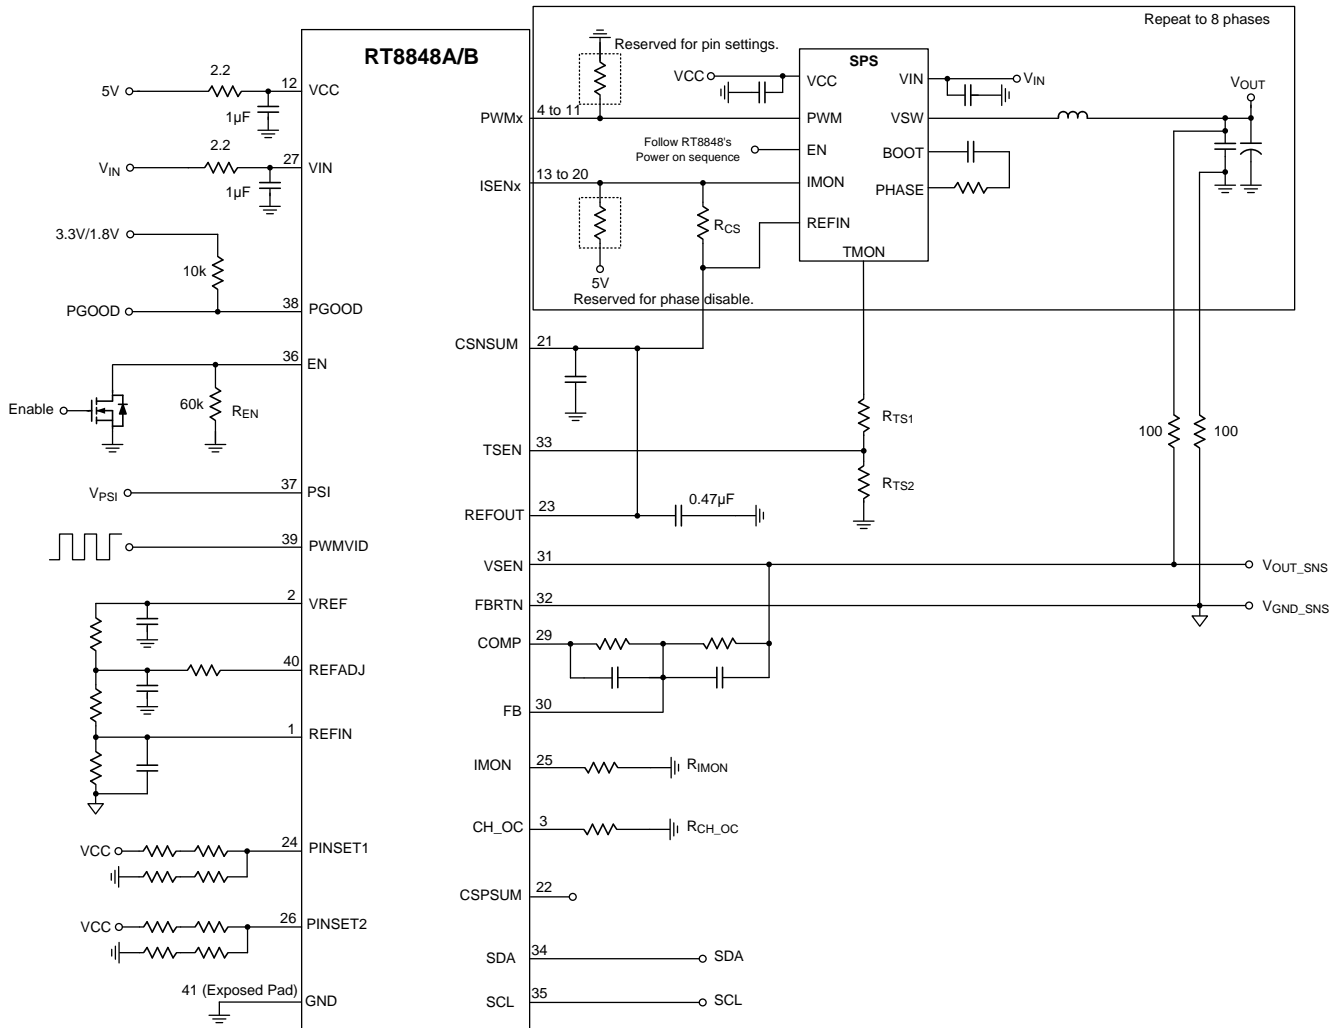 RT8848A/B
5V
2.2
1µF
12
VCC
VIN
2.2
1µF
27
VIN
3.3V/1.8V
10k
PGOOD
38
PGOOD
36
EN
Enable
60k
REN
VPSI
37
PSI
39
PWMVID
2
VREF
40
REFADJ
1
REFIN
VCC
24
PINSET1
VCC
26
PINSET2
41 (Exposed Pad)
GND
Repeat to 8 phases
Reserved for pin settings.
PWMx
4 to 11
Follow RT8848's
Power on sequence
ISENx
13 to 20
RCS
5V
Reserved for phase disable.
VCC
SPS
VCC
PWM
EN
IMON
REFIN
TMON
VIN
VSW
BOOT
PHASE
VIN
VOUT
CSNSUM
21
RTS1
TSEN
33
RTS2
100
100
REFOUT
23
0.47µF
VSEN
31
VOUT_SNS
FBRTN
32
VGND_SNS
COMP
29
FB
30
IMON
25
RIMON
CH_OC
3
RCH_OC
CSPSUM
22
SDA
34
SDA
SCL
35
SCL